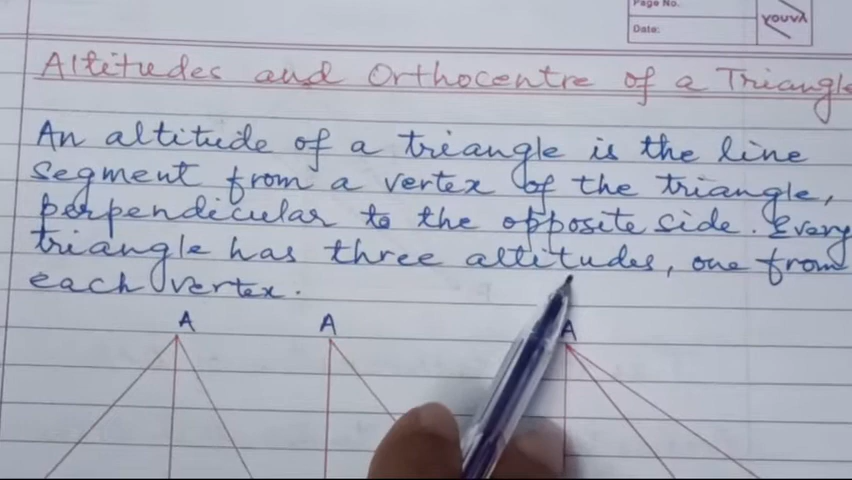 Page No.
Date:
YOUVA
Altitudes and Orthocentre of a Triangle
An altitude of a triangle is the line
segment from a vertex of the triangle,
perpendicular to the opposite side. Every
triangle has three altitudes, one from
each vertex.
A A A